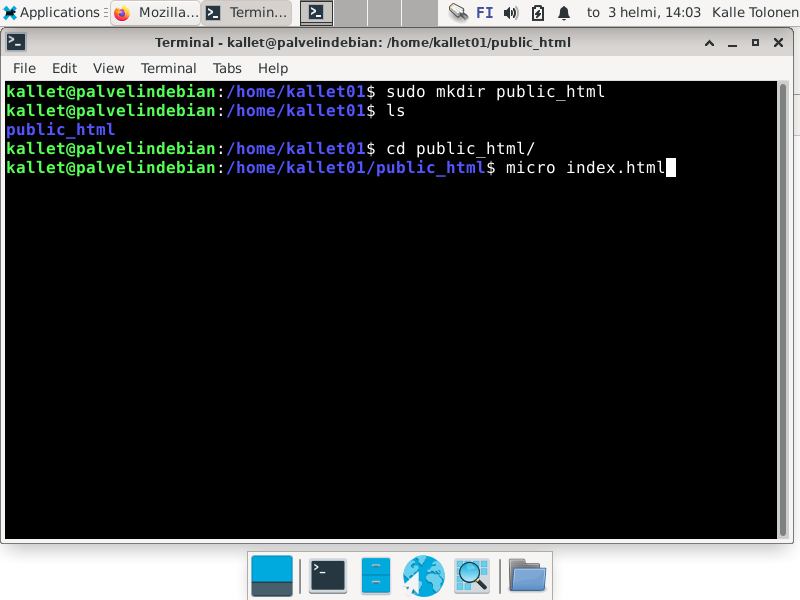 Applications Mozilla... Termin... FI to 3 helmi, 14:03 Kalle Tolonen
Terminal - kallet@palvelindebian: /home/kallet01/public_html
File Edit View Terminal Tabs Help
kallet@palvelindebian:/home/kallet01$ sudo mkdir public_html
kallet@palvelindebian:/home/kallet01$ ls
public_html
kallet@palvelindebian:/home/kallet01$ cd public_html/
kallet@palvelindebian:/home/kallet01/public_html$ micro index.html